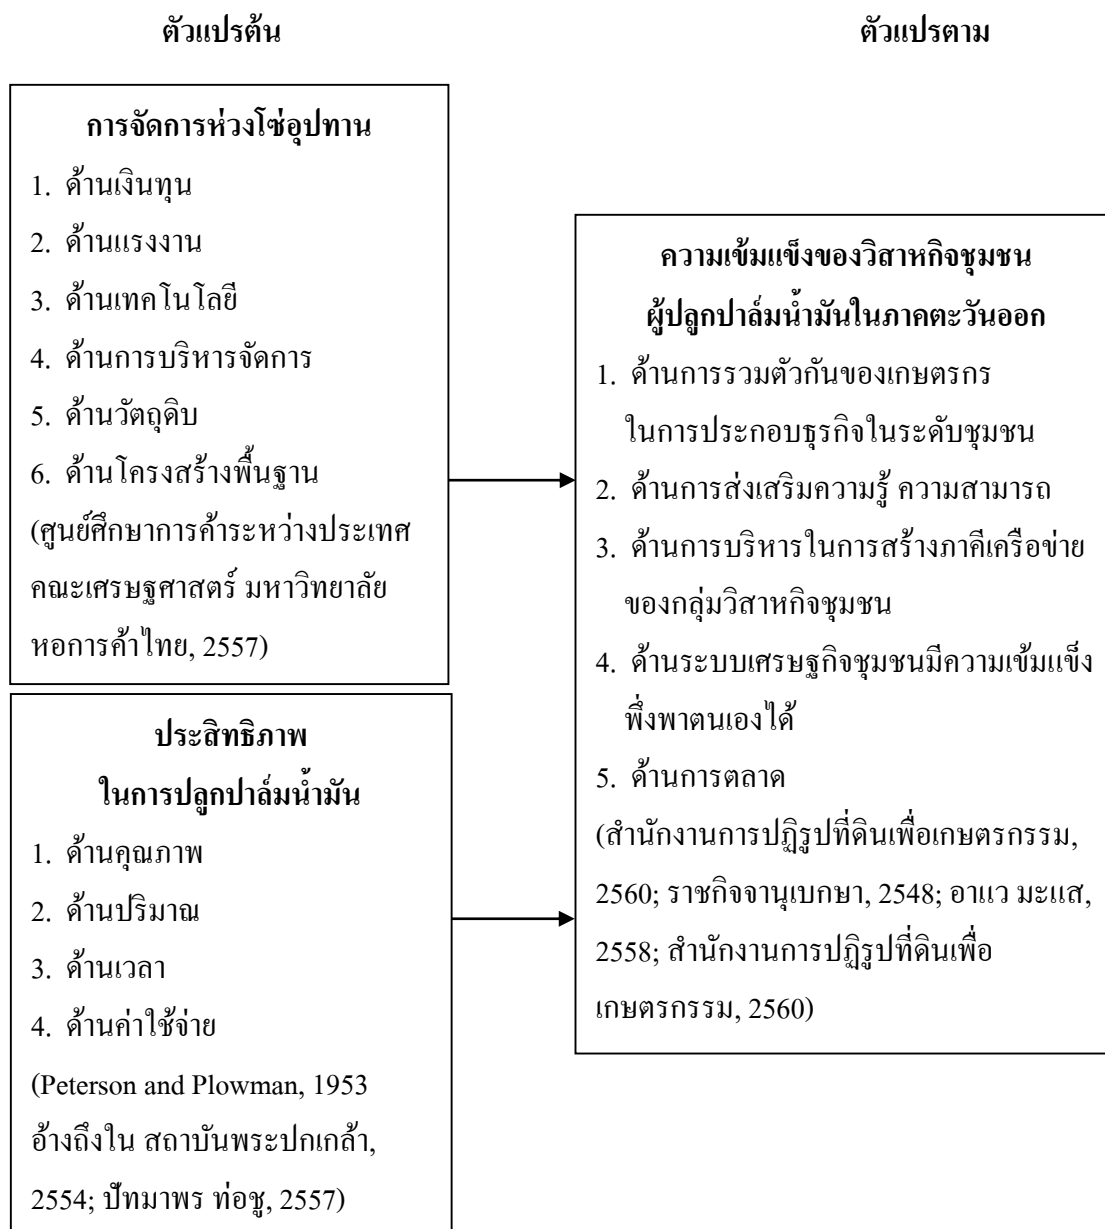 ตัวแปรต้น
ตัวแปรตาม
การจัดการห่วงโซ่อุปทาน
1. ด้านเงินทุน
2. ด้านแรงงาน
3. ด้านเทคโนโลยี
4. ด้านการบริหารจัดการ
5. ด้านวัตถุดิบ
6. ด้านโครงสร้างพื้นฐาน
(ศูนย์ศึกษาการค้าระหว่างประเทศ
คณะเศรษฐศาสตร์ มหาวิทยาลัย
หอการค้าไทย, 2557)
ประสิทธิภาพ
ในการปลูกปาล์มน้ำมัน
1. ด้านคุณภาพ
2. ด้านปริมาณ
3. ด้านเวลา
4. ด้านค่าใช้จ่าย
(Peterson and Plowman, 1953
อ้างถึงใน สถาบันพระปกเกล้า,
2554; ปัทมาพร ท่อชู, 2557)
ความเข้มแข็งของวิสาหกิจชุมชน
ผู้ปลูกปาล์มน้ำมันในภาคตะวันออก
1. ด้านการรวมตัวกันของเกษตรกร
ในการประกอบธุรกิจในระดับชุมชน
2. ด้านการส่งเสริมความรู้ ความสามารถ
3. ด้านการบริหารในการสร้างภาคีเครือข่าย
ของกลุ่มวิสาหกิจชุมชน
4. ด้านระบบเศรษฐกิจชุมชนมีความเข้มแข็ง
พึ่งพาตนเองได้
5. ด้านการตลาด
(สำนักงานการปฏิรูปที่ดินเพื่อเกษตรกรรม,
2560; ราชกิจจานุเบกษา, 2548; อาแว มะแส,
2558; สำนักงานการปฏิรูปที่ดินเพื่อ
เกษตรกรรม, 2560)